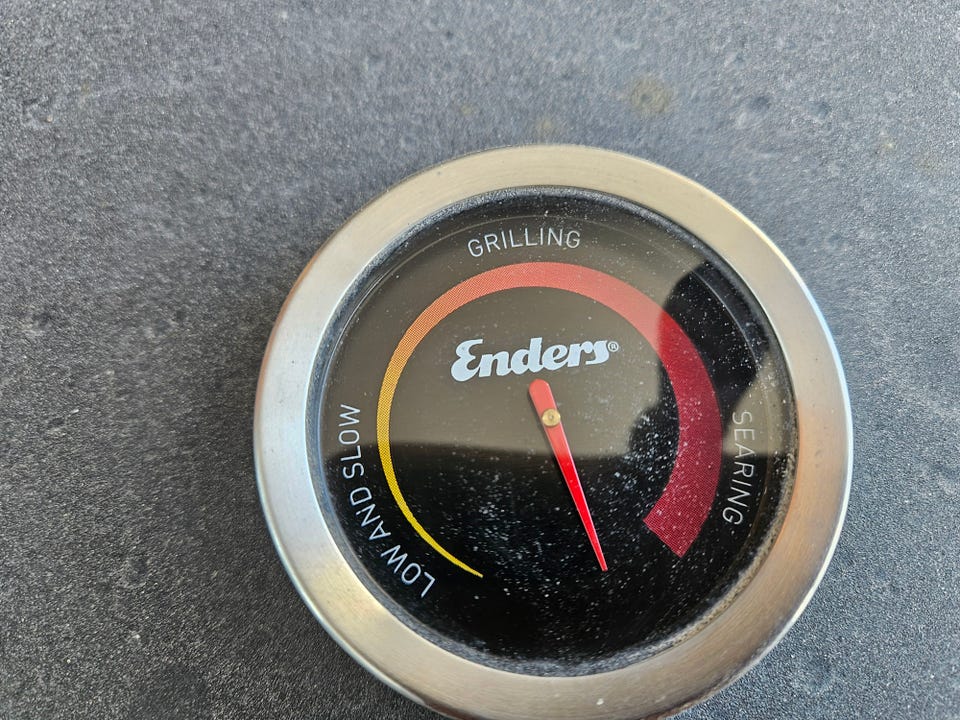 GRILLING
Enders®
LOW AND SLOW
SEARING